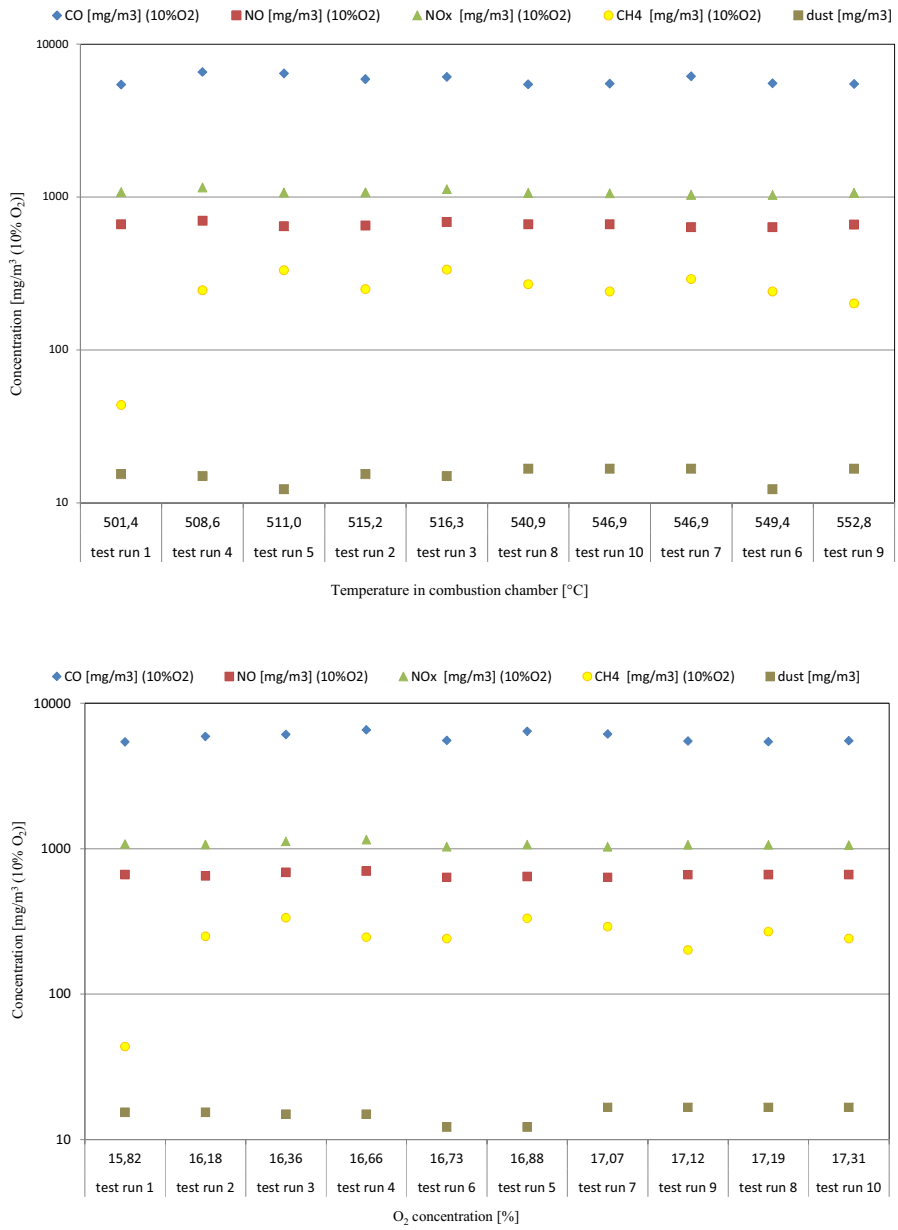 CO [mg/m3] (10%O2) NO [mg/m3] (10%O2) NOx [mg/m3] (10%O2) CH4 [mg/m3] (10%O2) dust [mg/m3]
10000
1000
100
10
Concentration [mg/m³ (10% O₂)]
501,4 508,6 511,0 515,2 516,3 540,9 546,9 546,9 549,4 552,8
test run 1 test run 4 test run 5 test run 2 test run 3 test run 8 test run 10 test run 7 test run 6 test run 9
Temperature in combustion chamber [°C]
CO [mg/m3] (10%O2) NO [mg/m3] (10%O2) NOx [mg/m3] (10%O2) CH4 [mg/m3] (10%O2) dust [mg/m3]
10000
1000
100
10
Concentration [mg/m³ (10% O₂)]
15,82 16,18 16,36 16,66 16,73 16,88 17,07 17,12 17,19 17,31
test run 1 test run 2 test run 3 test run 4 test run 6 test run 5 test run 7 test run 9 test run 8 test run 10
O₂ concentration [%]